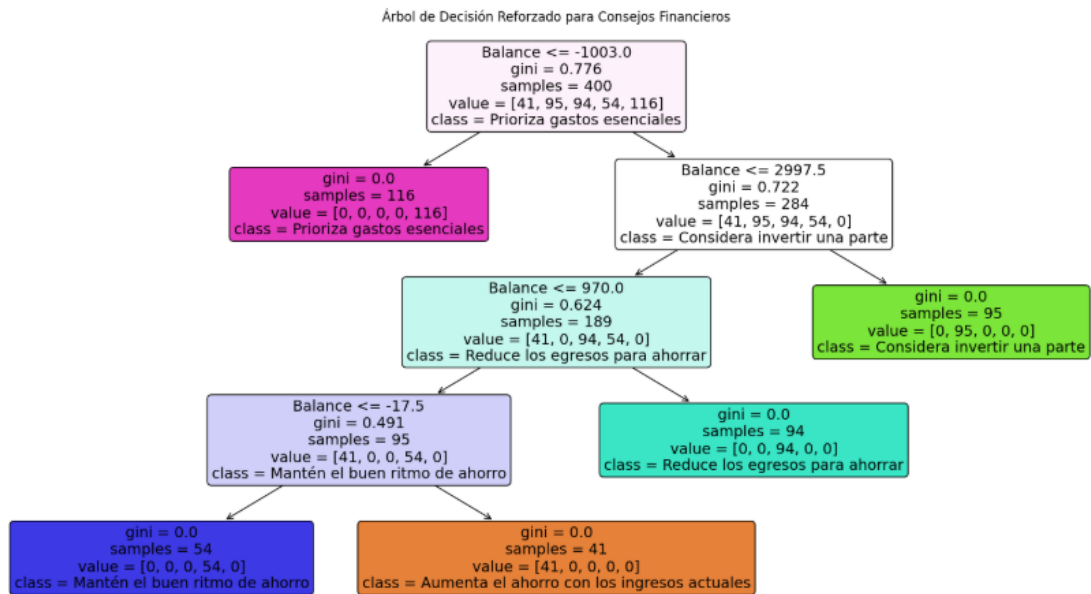 Árbol de Decisión Reforzado para Consejos Financieros
Balance <= -1003.0
gini = 0.776
samples = 400
value = [41, 95, 94, 54, 116]
class = Prioriza gastos esenciales
gini = 0.0
samples = 116
value = [0, 0, 0, 0, 116]
class = Prioriza gastos esenciales
Balance <= 2997.5
gini = 0.722
samples = 284
value = [41, 95, 94, 54, 0]
class = Considera invertir una parte
Balance <= 970.0
gini = 0.624
samples = 189
value = [41, 0, 94, 54, 0]
class = Reduce los egresos para ahorrar
gini = 0.0
samples = 95
value = [0, 95, 0, 0, 0]
class = Considera invertir una parte
Balance <= -17.5
gini = 0.491
samples = 95
value = [41, 0, 0, 54, 0]
class = Mantén el buen ritmo de ahorro
gini = 0.0
samples = 94
value = [0, 0, 94, 0, 0]
class = Reduce los egresos para ahorrar
gini = 0.0
samples = 54
value = [0, 0, 0, 54, 0]
class = Mantén el buen ritmo de ahorro
gini = 0.0
samples = 41
value = [41, 0, 0, 0, 0]
class = Aumenta el ahorro con los ingresos actuales